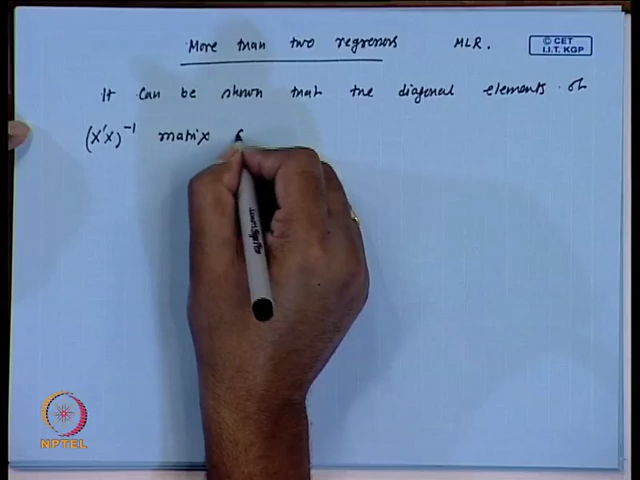 More than two regressors MLR.
© CET
I.I.T. KGP
It can be shown that the diagonal elements of
(X'X)⁻¹ matrix
NPTEL